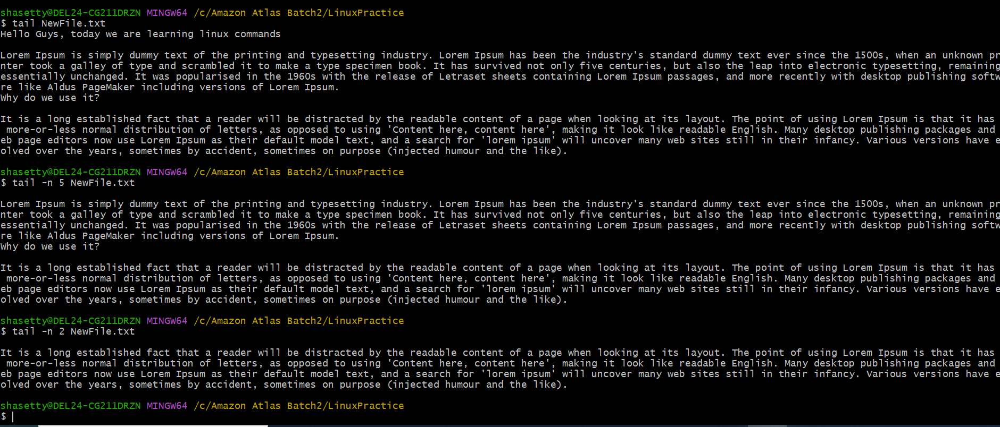 shasetty@DEL24-CG211DRZN MINGW64 /c/Amazon Atlas Batch2/LinuxPractice
$ tail NewFile.txt
Hello Guys, today we are learning linux commands
Lorem Ipsum is simply dummy text of the printing and typesetting industry. Lorem Ipsum has been the industry's standard dummy text ever since the 1500s, when an unknown pr
nter took a galley of type and scrambled it to make a type specimen book. It has survived not only five centuries, but also the leap into electronic typesetting, remaining
essentially unchanged. It was popularised in the 1960s with the release of Letraset sheets containing Lorem Ipsum passages, and more recently with desktop publishing softw
re like Aldus PageMaker including versions of Lorem Ipsum.
Why do we use it?
It is a long established fact that a reader will be distracted by the readable content of a page when looking at its layout. The point of using Lorem Ipsum is that it has
more-or-less normal distribution of letters, as opposed to using 'Content here, content here', making it look like readable English. Many desktop publishing packages and
eb page editors now use Lorem Ipsum as their default model text, and a search for 'lorem ipsum' will uncover many web sites still in their infancy. Various versions have e
olved over the years, sometimes by accident, sometimes on purpose (injected humour and the like).
shasetty@DEL24-CG211DRZN MINGW64 /c/Amazon Atlas Batch2/LinuxPractice
$ tail -n 5 NewFile.txt
Lorem Ipsum is simply dummy text of the printing and typesetting industry. Lorem Ipsum has been the industry's standard dummy text ever since the 1500s, when an unknown pr
nter took a galley of type and scrambled it to make a type specimen book. It has survived not only five centuries, but also the leap into electronic typesetting, remaining
essentially unchanged. It was popularised in the 1960s with the release of Letraset sheets containing Lorem Ipsum passages, and more recently with desktop publishing softw
re like Aldus PageMaker including versions of Lorem Ipsum.
Why do we use it?
It is a long established fact that a reader will be distracted by the readable content of a page when looking at its layout. The point of using Lorem Ipsum is that it has
more-or-less normal distribution of letters, as opposed to using 'Content here, content here', making it look like readable English. Many desktop publishing packages and
eb page editors now use Lorem Ipsum as their default model text, and a search for 'lorem ipsum' will uncover many web sites still in their infancy. Various versions have e
olved over the years, sometimes by accident, sometimes on purpose (injected humour and the like).
shasetty@DEL24-CG211DRZN MINGW64 /c/Amazon Atlas Batch2/LinuxPractice
$ tail -n 2 NewFile.txt
It is a long established fact that a reader will be distracted by the readable content of a page when looking at its layout. The point of using Lorem Ipsum is that it has
more-or-less normal distribution of letters, as opposed to using 'Content here, content here', making it look like readable English. Many desktop publishing packages and
eb page editors now use Lorem Ipsum as their default model text, and a search for 'lorem ipsum' will uncover many web sites still in their infancy. Various versions have e
olved over the years, sometimes by accident, sometimes on purpose (injected humour and the like).
shasetty@DEL24-CG211DRZN MINGW64 /c/Amazon Atlas Batch2/LinuxPractice
$